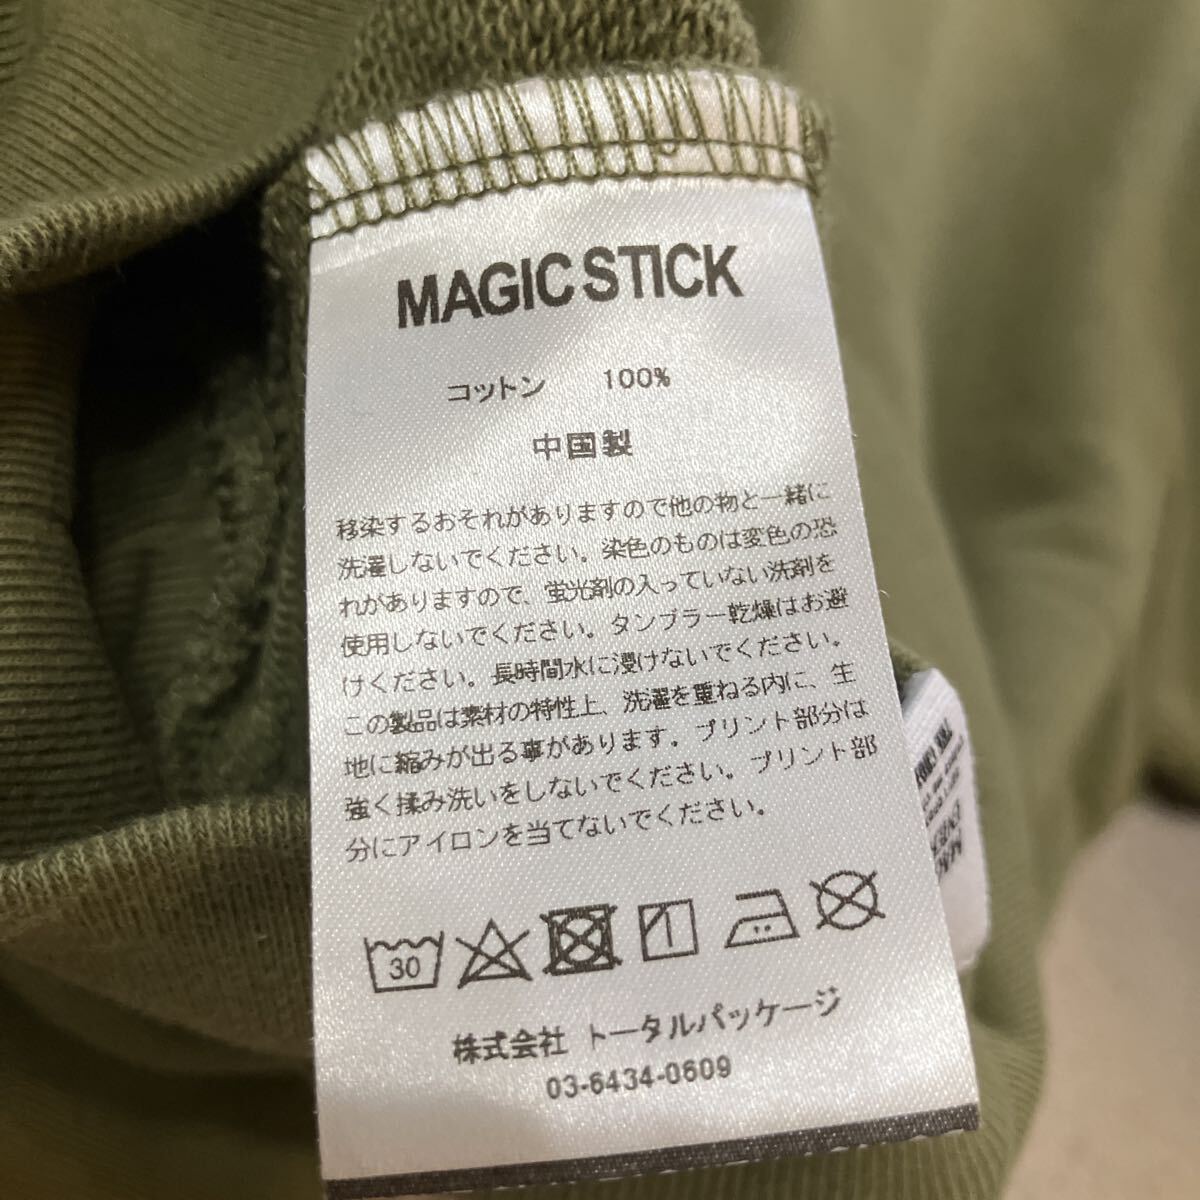 MAGIC STICK
コットン 100%
中国製
移染するおそれがありますので他の物と一緒に
洗濯しないでください。染色のものは変色の恐
れがありますので、蛍光剤の入っていない洗剤を
使用しないでください。タンブラー乾燥はお避
けください。長時間水に浸けないでください。
この製品は素材の特性上、洗濯を重ねる内に、生
地に縮みが出る事があります。プリント部分は
強く揉み洗いをしないでください。プリント部
分にアイロンを当てないでください。
30
株式会社 トータルパッケージ
03-6434-0609